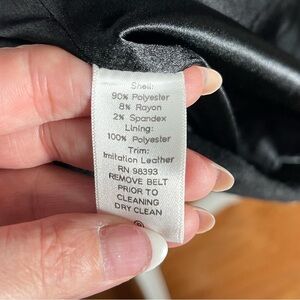 Shell:
90% Polyester
8% Rayon
2% Spandex
Lining:
100% Polyester
Trim:
Imitation Leather
RN 98393
REMOVE BELT
PRIOR TO
CLEANING
DRY CLEAN